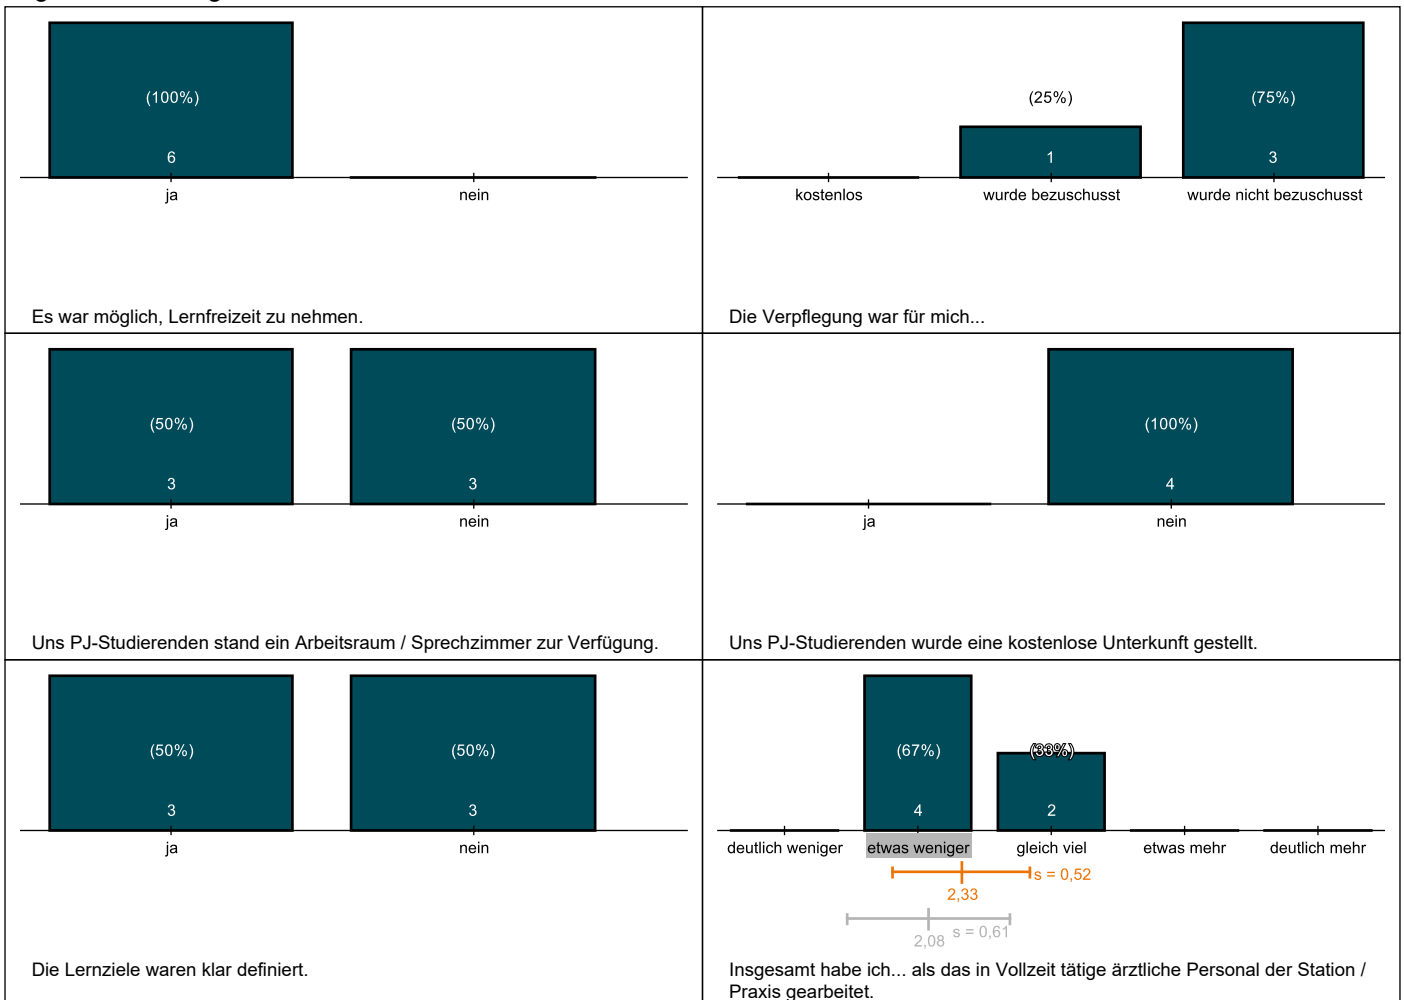 (100%)
6
ja
nein
Es war möglich, Lernfreizeit zu nehmen.
(25%)
(75%)
1
3
kostenlos
wurde bezuschusst
wurde nicht bezuschusst
Die Verpflegung war für mich...
(50%)
(50%)
3
3
ja
nein
Uns PJ-Studierenden stand ein Arbeitsraum / Sprechzimmer zur Verfügung.
(100%)
4
ja
nein
Uns PJ-Studierenden wurde eine kostenlose Unterkunft gestellt.
(50%)
(50%)
3
3
ja
nein
Die Lernziele waren klar definiert.
(67%)
(33%)
4
2
deutlich weniger
etwas weniger
gleich viel
etwas mehr
deutlich mehr
s = 0,52
2,33
s = 0,61
2,08
Insgesamt habe ich... als das in Vollzeit tätige ärztliche Personal der Station /
Praxis gearbeitet.